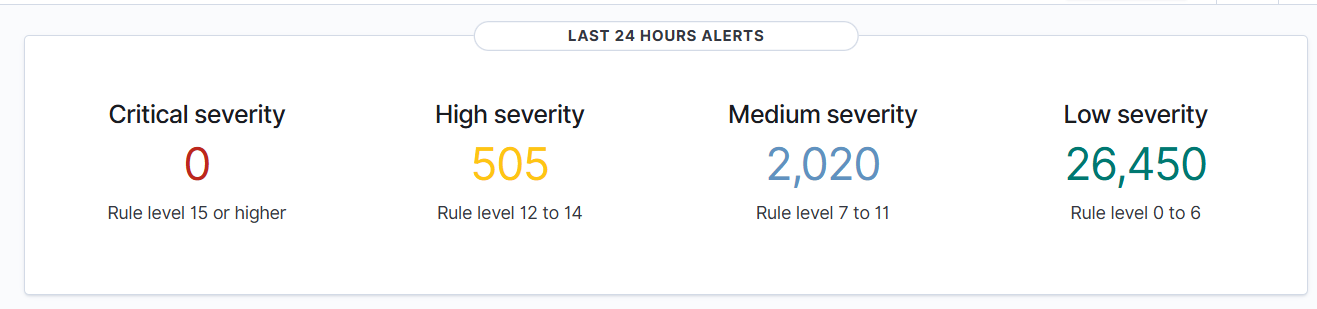 LAST 24 HOURS ALERTS
Critical severity
0
Rule level 15 or higher
High severity
505
Rule level 12 to 14
Medium severity
2,020
Rule level 7 to 11
Low severity
26,450
Rule level 0 to 6